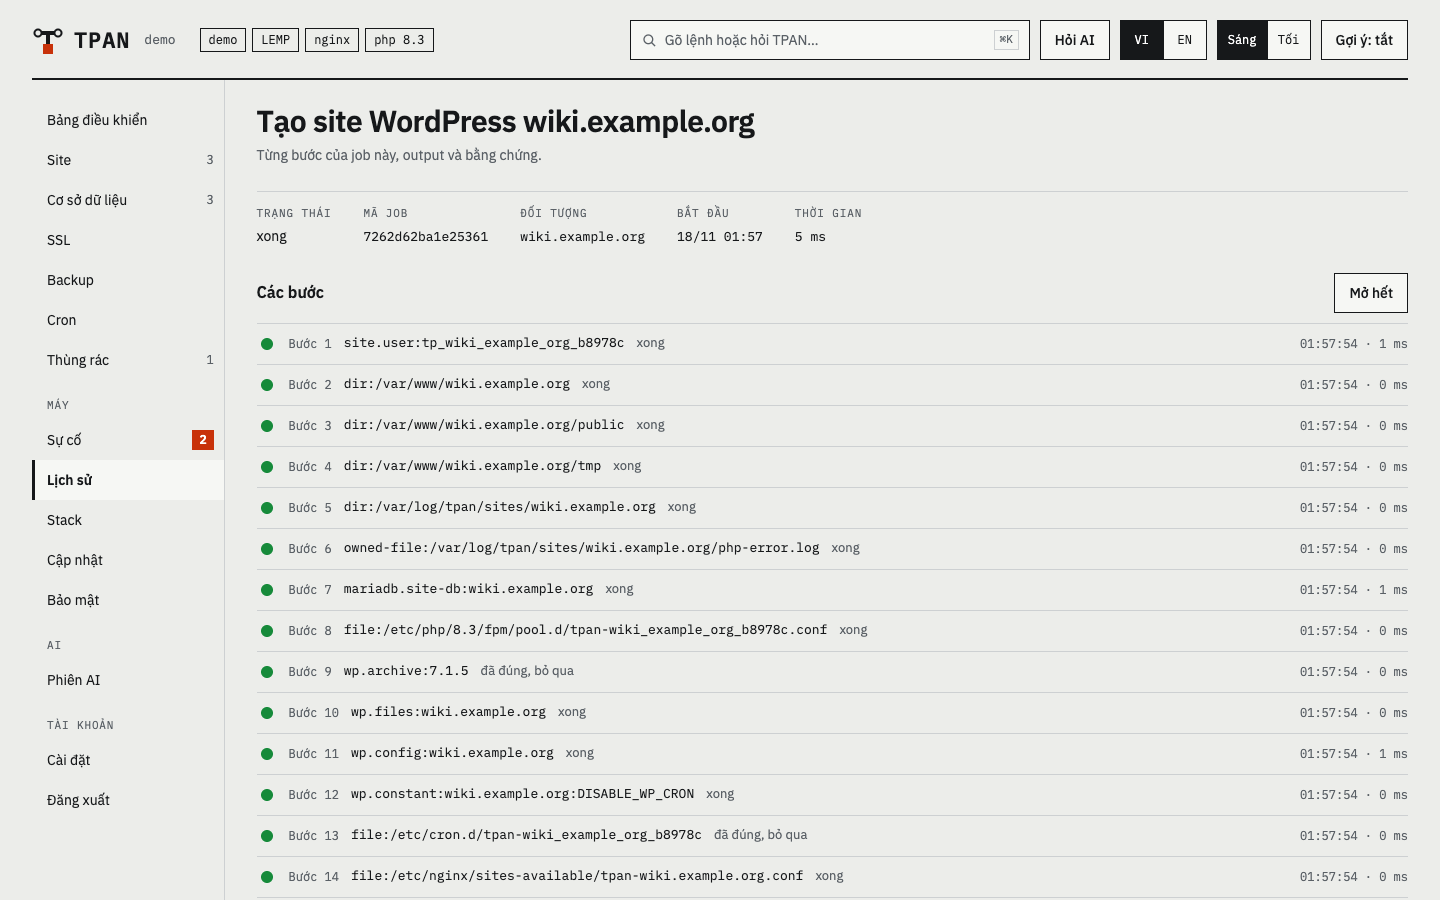 TPAN demo demo LEMP nginx php 8.3 Gõ lệnh hoặc hỏi TPAN... ⌘K Hỏi AI VI EN Sáng Tối Gợi ý: tắt
Bảng điều khiển
Site 3
Cơ sở dữ liệu 3
SSL
Backup
Cron
Thùng rác 1
MÁY
Sự cố 2
Lịch sử
Stack
Cập nhật
Bảo mật
AI
Phiên AI
TÀI KHOẢN
Cài đặt
Đăng xuất
Tạo site WordPress wiki.example.org
Từng bước của job này, output và bằng chứng.
TRẠNG THÁI MÃ JOB ĐỐI TƯỢNG BẮT ĐẦU THỜI GIAN
xong 7262d62ba1e25361 wiki.example.org 18/11 01:57 5 ms
Các bước Mở hết
Bước 1 site.user:tp_wiki_example_org_b8978c xong 01:57:54 · 1 ms
Bước 2 dir:/var/www/wiki.example.org xong 01:57:54 · 0 ms
Bước 3 dir:/var/www/wiki.example.org/public xong 01:57:54 · 0 ms
Bước 4 dir:/var/www/wiki.example.org/tmp xong 01:57:54 · 0 ms
Bước 5 dir:/var/log/tpan/sites/wiki.example.org xong 01:57:54 · 0 ms
Bước 6 owned-file:/var/log/tpan/sites/wiki.example.org/php-error.log xong 01:57:54 · 0 ms
Bước 7 mariadb.site-db:wiki.example.org xong 01:57:54 · 1 ms
Bước 8 file:/etc/php/8.3/fpm/pool.d/tpan-wiki_example_org_b8978c.conf xong 01:57:54 · 0 ms
Bước 9 wp.archive:7.1.5 đã đúng, bỏ qua 01:57:54 · 0 ms
Bước 10 wp.files:wiki.example.org xong 01:57:54 · 0 ms
Bước 11 wp.config:wiki.example.org xong 01:57:54 · 1 ms
Bước 12 wp.constant:wiki.example.org:DISABLE_WP_CRON xong 01:57:54 · 0 ms
Bước 13 file:/etc/cron.d/tpan-wiki_example_org_b8978c đã đúng, bỏ qua 01:57:54 · 0 ms
Bước 14 file:/etc/nginx/sites-available/tpan-wiki.example.org.conf xong 01:57:54 · 0 ms